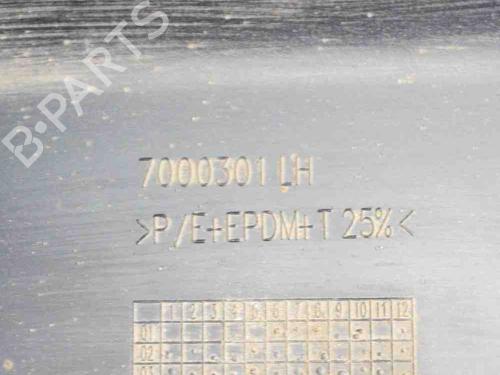 B-PARTS
7000301 LH
>P/E+EPDM+T 25%<
1 2 3 4 5 6 7 8 9 10 11 12
01
02